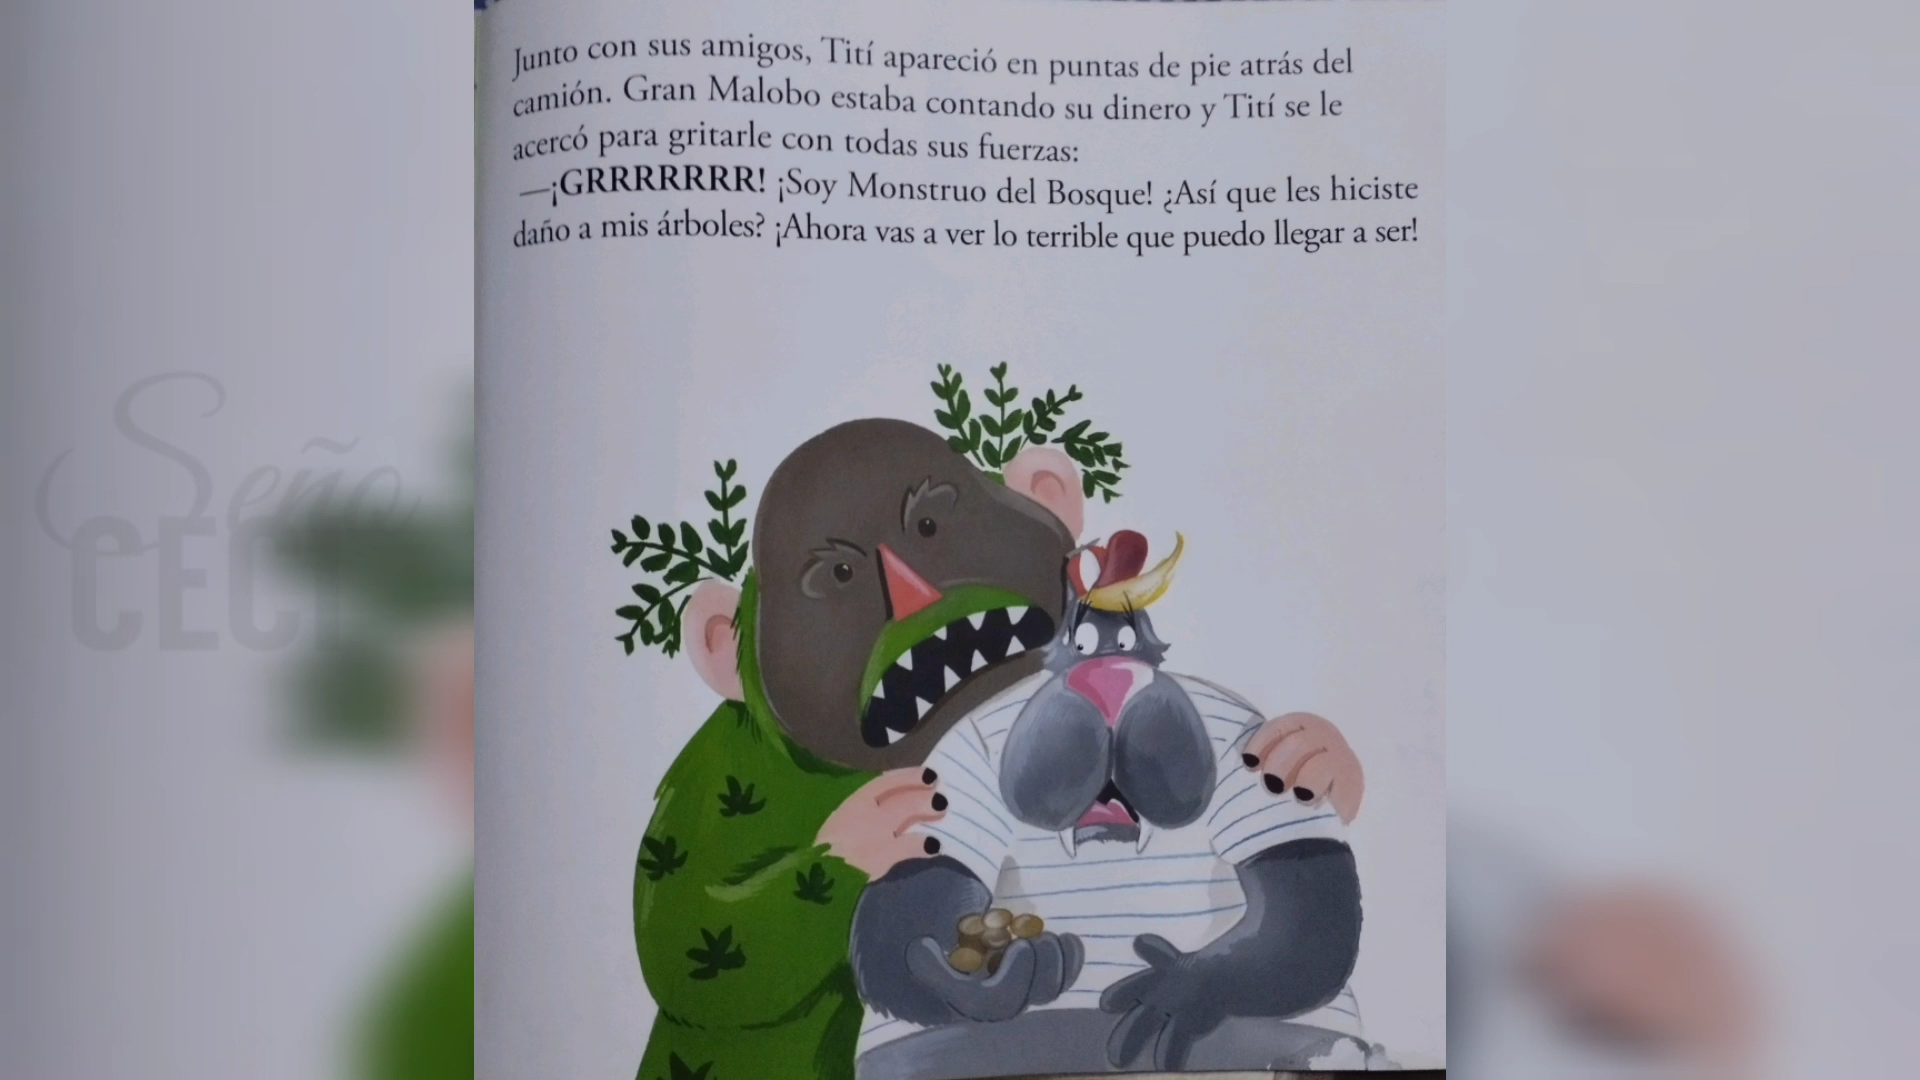 Junto con sus amigos, Tití apareció en puntas de pie atrás del
camión. Gran Malobo estaba contando su dinero y Tití se le
acercó para gritarle con todas sus fuerzas:
—¡GRRRRRRR! ¡Soy Monstruo del Bosque! ¿Así que les hiciste
daño a mis árboles? ¡Ahora vas a ver lo terrible que puedo llegar a ser!
Seño
CECI